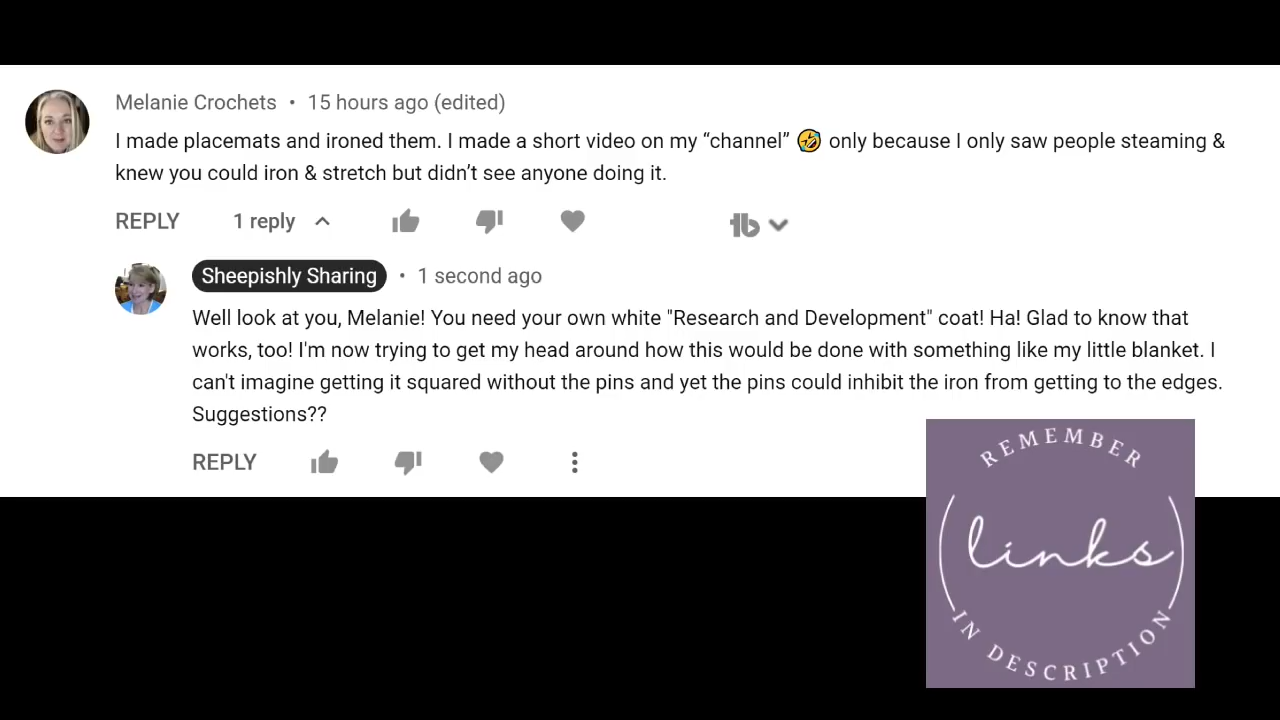 Melanie Crochets • 15 hours ago (edited)
I made placemats and ironed them. I made a short video on my “channel” 🤣 only because I only saw people steaming &
knew you could iron & stretch but didn’t see anyone doing it.
REPLY 1 reply
tb
Sheepishly Sharing • 1 second ago
Well look at you, Melanie! You need your own white "Research and Development" coat! Ha! Glad to know that
works, too! I'm now trying to get my head around how this would be done with something like my little blanket. I
can't imagine getting it squared without the pins and yet the pins could inhibit the iron from getting to the edges.
Suggestions??
REPLY
REMEMBER
links
IN DESCRIPTION